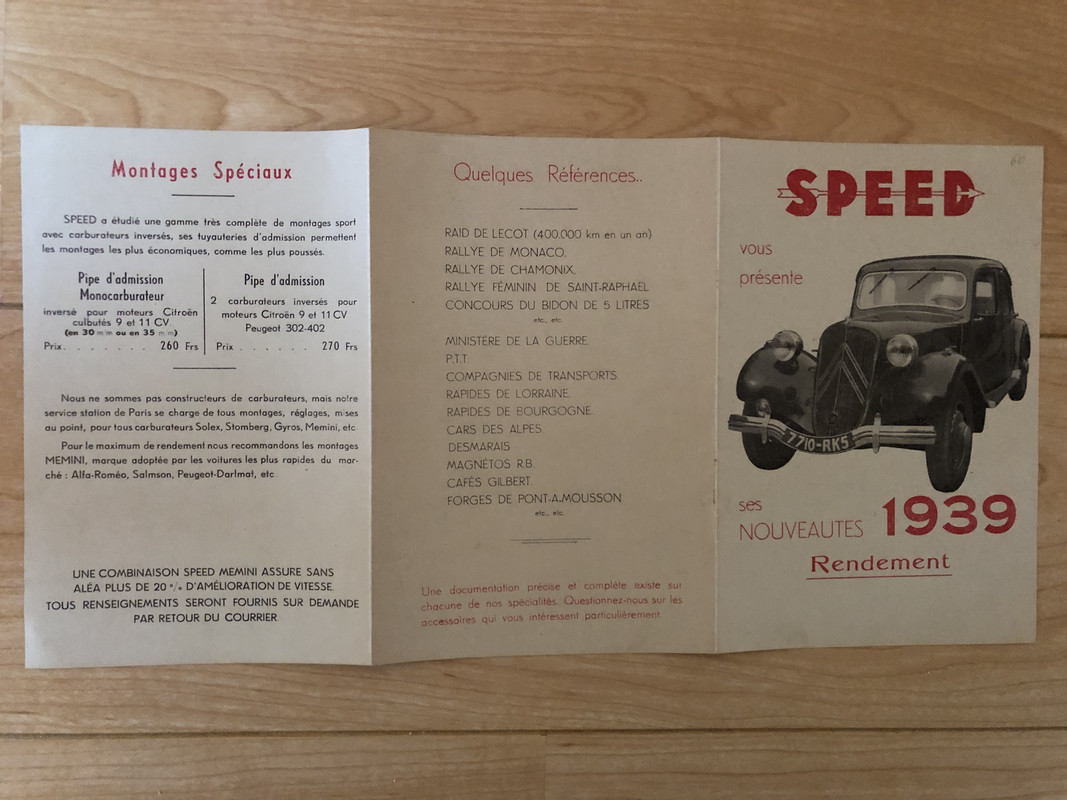 Montages Spéciaux
SPEED a étudié une gamme très complète de montages sport
avec carburateurs inversés, ses tuyauteries d'admission permettent
les montages les plus économiques, comme les plus poussés.
Pipe d'admission
Monocarburateur
inversé pour moteurs Citroën
culbutés 9 et 11 CV.
(en 30 mm ou en 35 mm)
Prix. . . . . . . 260 Frs
Pipe d'admission
2 carburateurs inversés pour
moteurs Citroën 9 et 11 CV
Peugeot 302-402
Prix . . . . . . 270 Frs
Nous ne sommes pas constructeurs de carburateurs, mais notre
service station de Paris se charge de tous montages, réglages, mises
au point, pour tous carburateurs Solex, Stomberg, Gyros, Memini, etc
Pour le maximum de rendement nous recommandons les montages
MEMINI, marque adoptée par les voitures les plus rapides du mar-
ché : Alfa-Roméo, Salmson, Peugeot-Darlmat, etc
UNE COMBINAISON SPEED MEMINI ASSURE SANS
ALÉA PLUS DE 20 % D'AMÉLIORATION DE VITESSE.
TOUS RENSEIGNEMENTS SERONT FOURNIS SUR DEMANDE
PAR RETOUR DU COURRIER
Quelques Références..
RAID DE LECOT (400.000 km en un an)
RALLYE DE MONACO.
RALLYE DE CHAMONIX.
RALLYE FÉMININ DE SAINT-RAPHAËL
CONCOURS DU BIDON DE 5 LITRES
etc., etc.
MINISTÈRE DE LA GUERRE.
P.T.T.
COMPAGNIES DE TRANSPORTS.
RAPIDES DE LORRAINE.
RAPIDES DE BOURGOGNE.
CARS DES ALPES.
DESMARAIS
MAGNÉTOS R.B.
CAFÉS GILBERT.
FORGES DE PONT-A-MOUSSON
etc., etc.
Une documentation précise et complète existe sur
chacune de nos spécialités. Questionnez-nous sur les
accessoires qui vous intéressent particulièrement.
SPEED
vous
présente
7710-RK5
ses
NOUVEAUTES 1939
Rendement